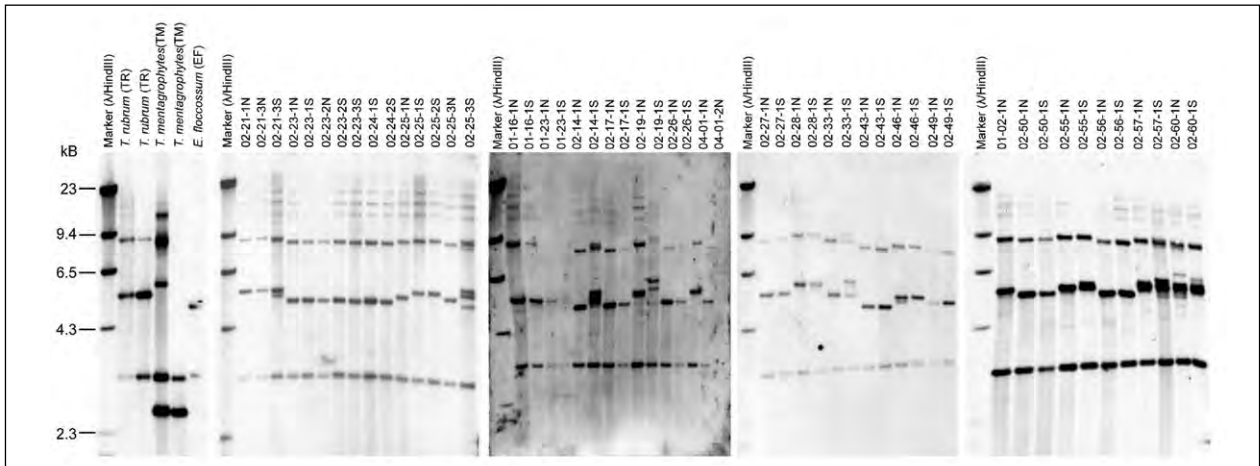 kB
23
9.4
6.5
4.3
2.3
Marker (λ/HindIII)
T. rubrum (TR)
T. rubrum (TR)
T. mentagrophytes(TM)
T. mentagrophytes(TM)
E. floccossum (EF)
Marker (λ/HindIII)
02-21-1N
02-21-3N
02-21-3S
02-23-1N
02-23-1S
02-23-2N
02-23-2S
02-23-3S
02-24-1S
02-24-2S
02-25-1N
02-25-1S
02-25-2S
02-25-3N
02-25-3S
Marker (λ/HindIII)
01-16-1N
01-16-1S
01-23-1N
01-23-1S
02-14-1N
02-14-1S
02-17-1N
02-17-1S
02-19-1N
02-19-1S
02-26-1N
02-26-1S
04-01-1N
04-01-2N
Marker (λ/HindIII)
02-27-1N
02-27-1S
02-28-1N
02-28-1S
02-33-1N
02-33-1S
02-43-1N
02-43-1S
02-46-1N
02-46-1S
02-49-1N
02-49-1S
Marker (λ/HindIII)
01-02-1N
02-50-1N
02-50-1S
02-55-1N
02-55-1S
02-56-1N
02-56-1S
02-57-1N
02-57-1S
02-60-1N
02-60-1S